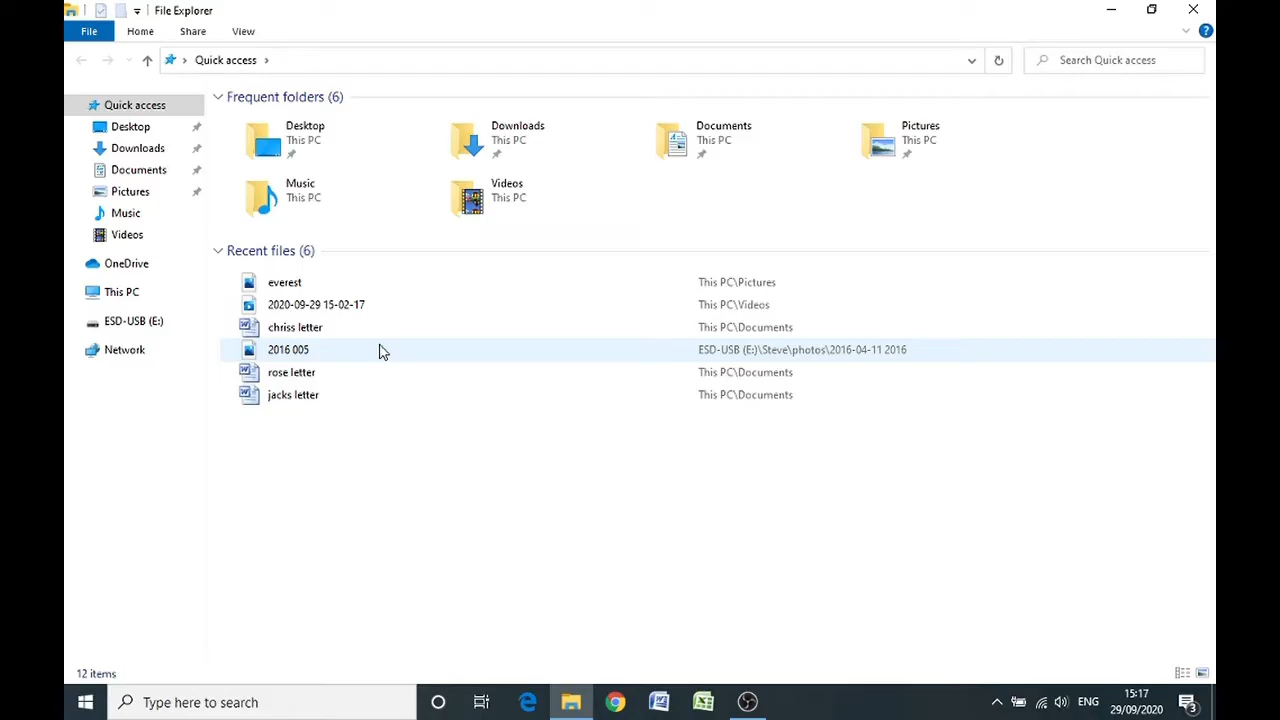 File Explorer
File Home Share View
Quick access
Search Quick access
Quick access
Desktop
Downloads
Documents
Pictures
Music
Videos
OneDrive
This PC
ESD-USB (E:)
Network
Frequent folders (6)
Desktop
This PC
Downloads
This PC
Documents
This PC
Pictures
This PC
Music
This PC
Videos
This PC
Recent files (6)
everest This PC\Pictures
2020-09-29 15-02-17 This PC\Videos
chriss letter This PC\Documents
2016 005 ESD-USB (E:)\Steve\photos\2016-04-11 2016
rose letter This PC\Documents
jacks letter This PC\Documents
12 items
Type here to search
ENG
15:17
29/09/2020
3